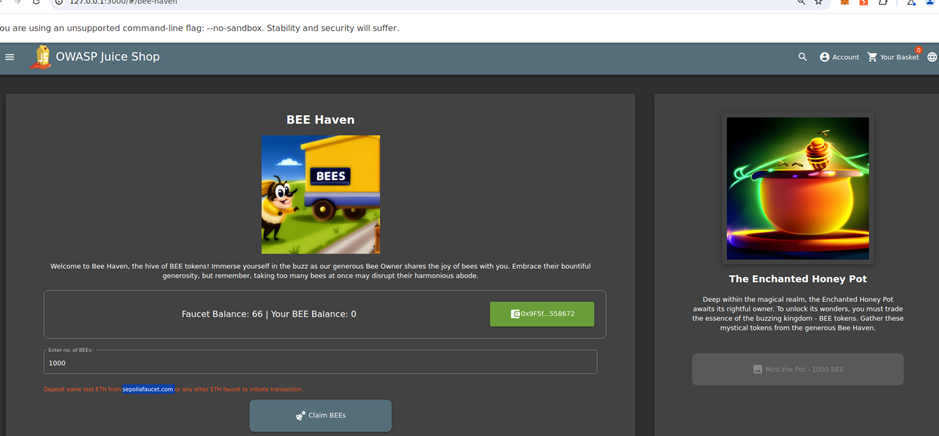 127.0.0.1:3000/#/bee-haven
ou are using an unsupported command-line flag: --no-sandbox. Stability and security will suffer.
OWASP Juice Shop
Account
Your Basket
0
BEE Haven
BEES
Welcome to Bee Haven, the hive of BEE tokens! Immerse yourself in the buzz as our generous Bee Owner shares the joy of bees with you. Embrace their bountiful
generosity, but remember, taking too many bees at once may disrupt their harmonious abode.
Faucet Balance: 66 | Your BEE Balance: 0
0x9F5f...558672
Enter no. of BEEs:
1000
Deposit some test ETH from sepoliafaucet.com or any other ETH faucet to initiate transaction.
Claim BEEs
The Enchanted Honey Pot
Deep within the magical realm, the Enchanted Honey Pot
awaits its rightful owner. To unlock its wonders, you must trade
the essence of the buzzing kingdom - BEE tokens. Gather these
mystical tokens from the generous Bee Haven.
Mint the Pot - 1000 BEE